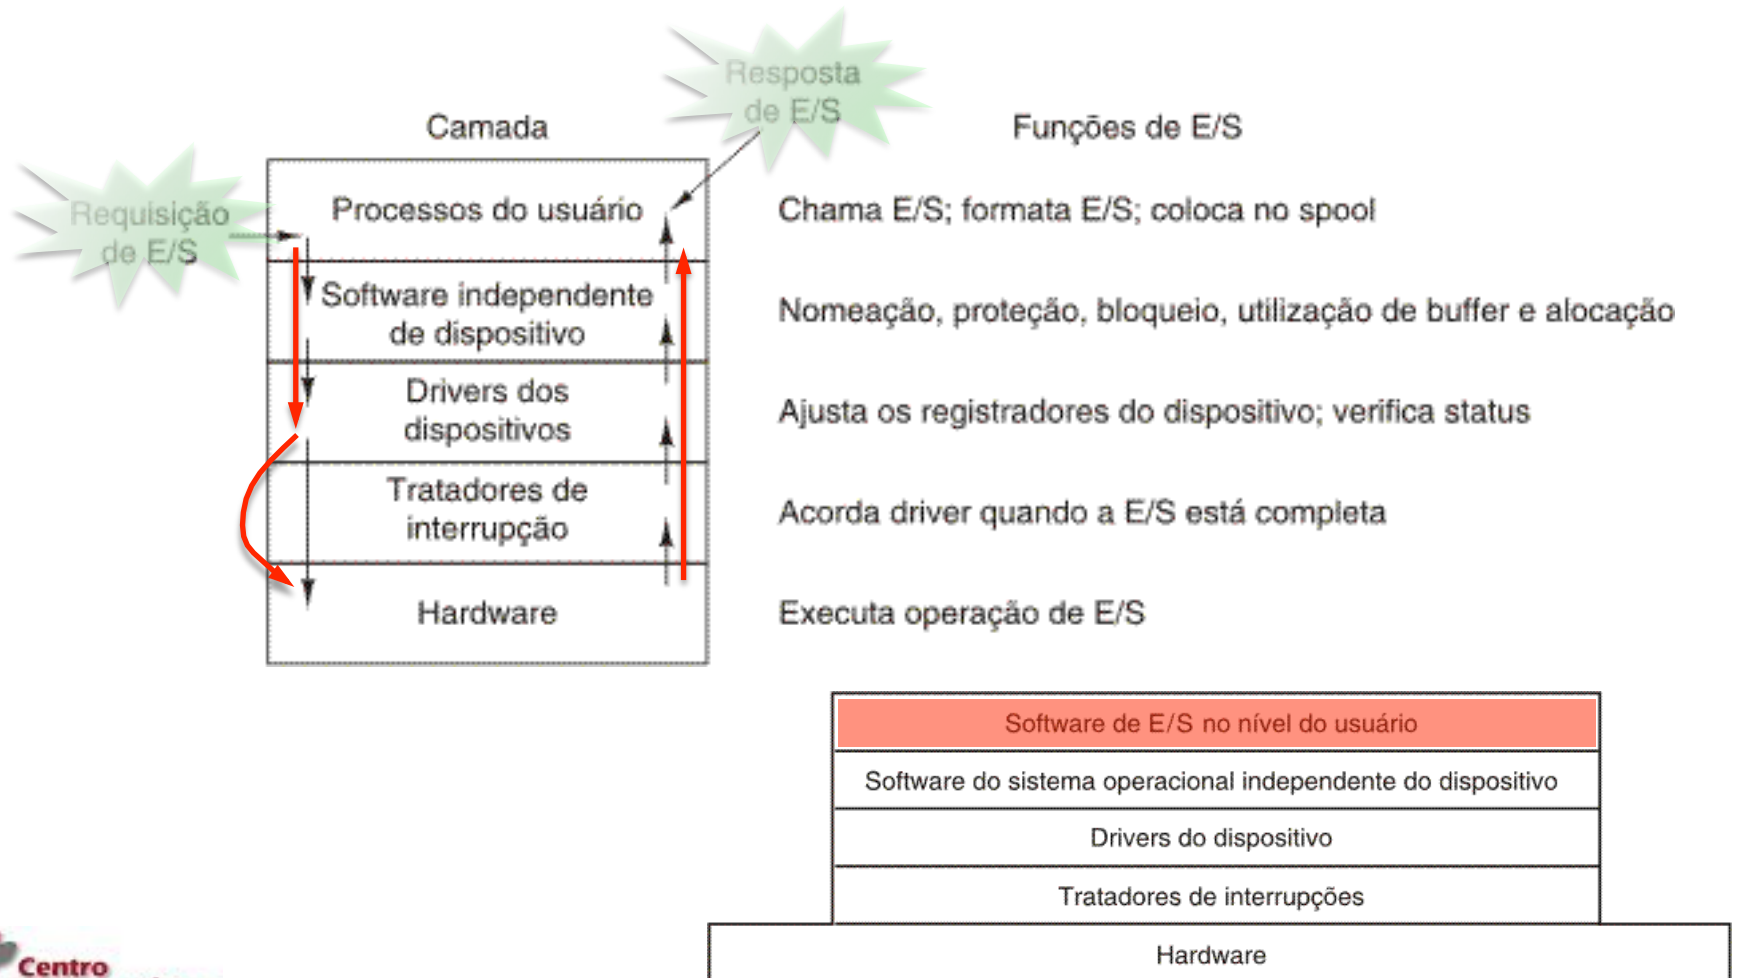 Resposta
de E/S
Camada
Funções de E/S
Requisição
de E/S
Processos do usuário
Chama E/S; formata E/S; coloca no spool
Software independente
de dispositivo
Nomeação, proteção, bloqueio, utilização de buffer e alocação
Drivers dos
dispositivos
Ajusta os registradores do dispositivo; verifica status
Tratadores de
interrupção
Acorda driver quando a E/S está completa
Hardware
Executa operação de E/S
Software de E/S no nível do usuário
Software do sistema operacional independente do dispositivo
Drivers do dispositivo
Tratadores de interrupções
Hardware
Centro